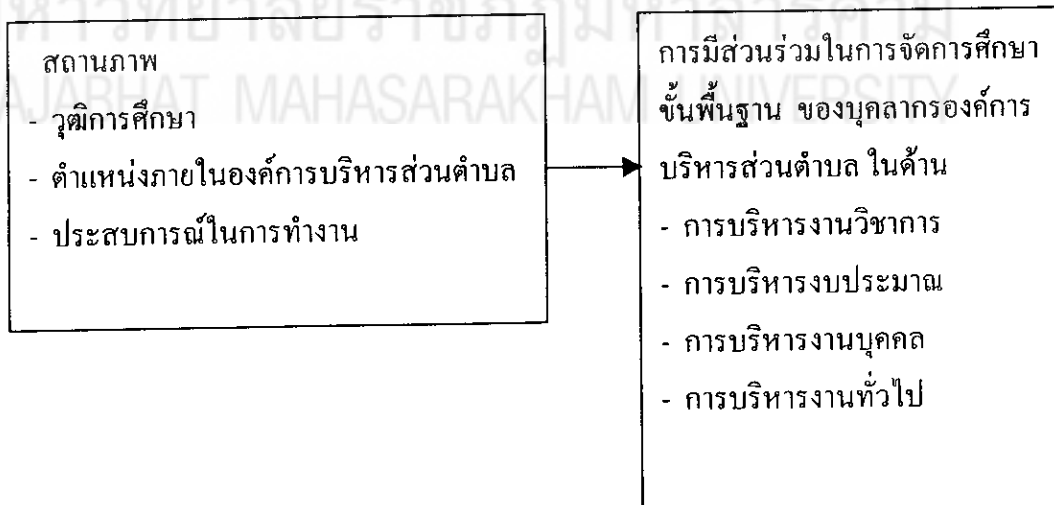 สถานภาพ
- วุฒิการศึกษา
- ตำแหน่งภายในองค์การบริหารส่วนตำบล
- ประสบการณ์ในการทำงาน
การมีส่วนร่วมในการจัดการศึกษา
ขั้นพื้นฐาน ของบุคลากรองค์การ
บริหารส่วนตำบล ในด้าน
- การบริหารงานวิชาการ
- การบริหารงบประมาณ
- การบริหารงานบุคคล
- การบริหารงานทั่วไป
MAHASARAKHAM UNIVERSITY